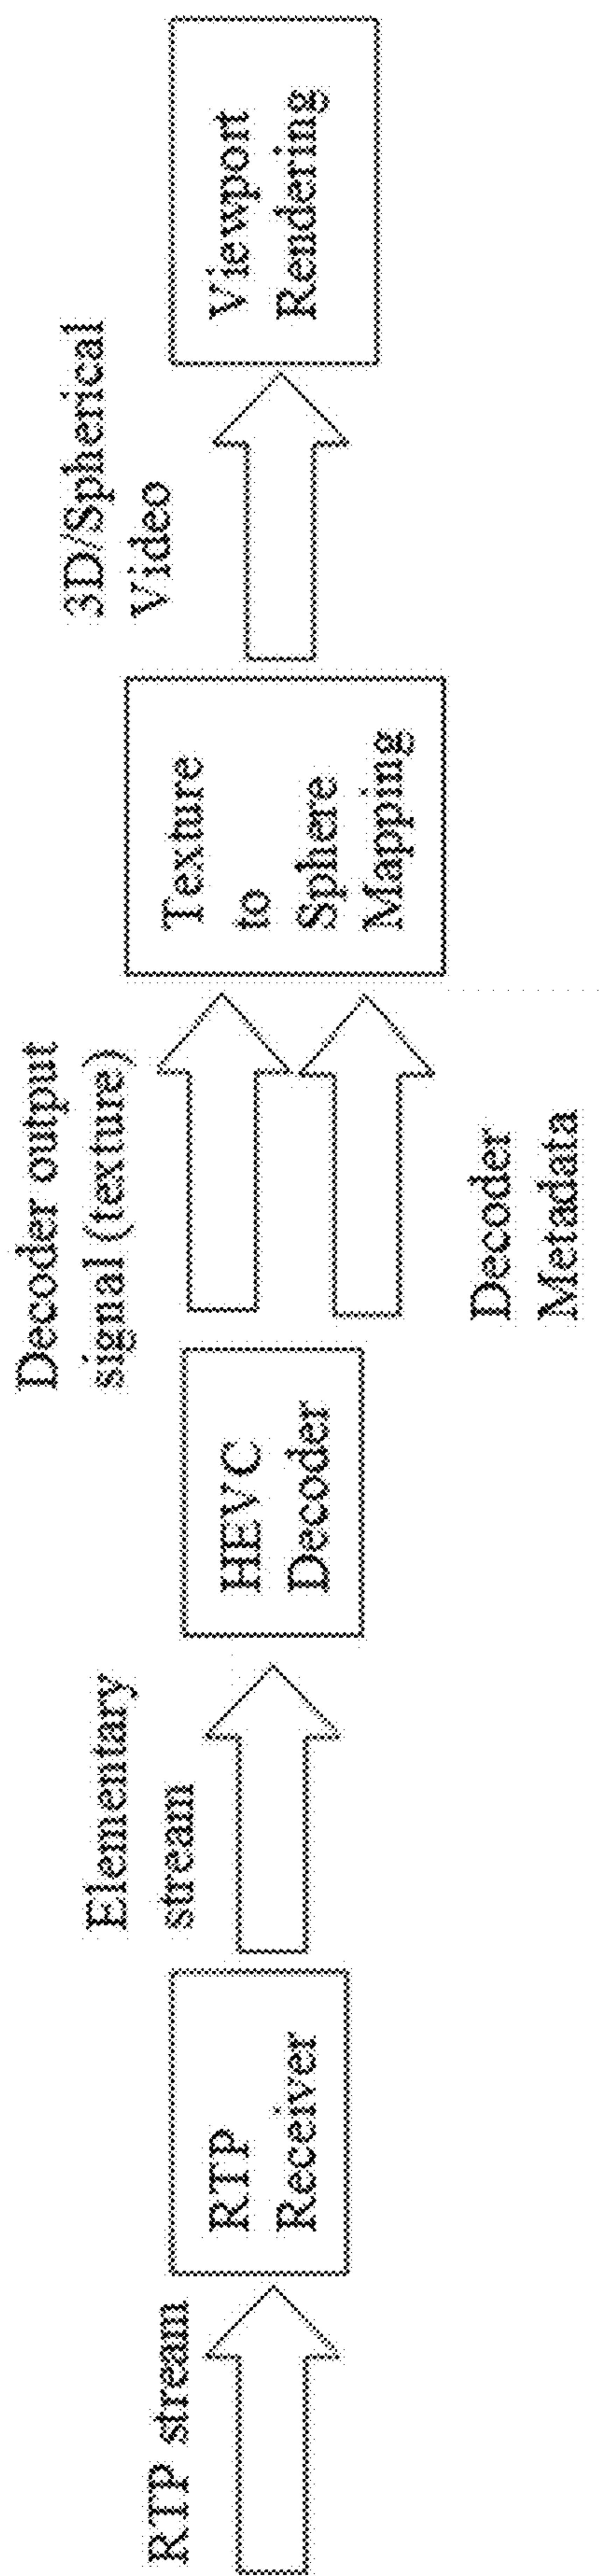 RTP stream
RTP
Receiver
Elementary
stream
HEVC
Decoder
Decoder output
signal (texture)
Decoder
Metadata
Texture
to
Sphere
Mapping
3D/Spherical
Video
Viewport
Rendering